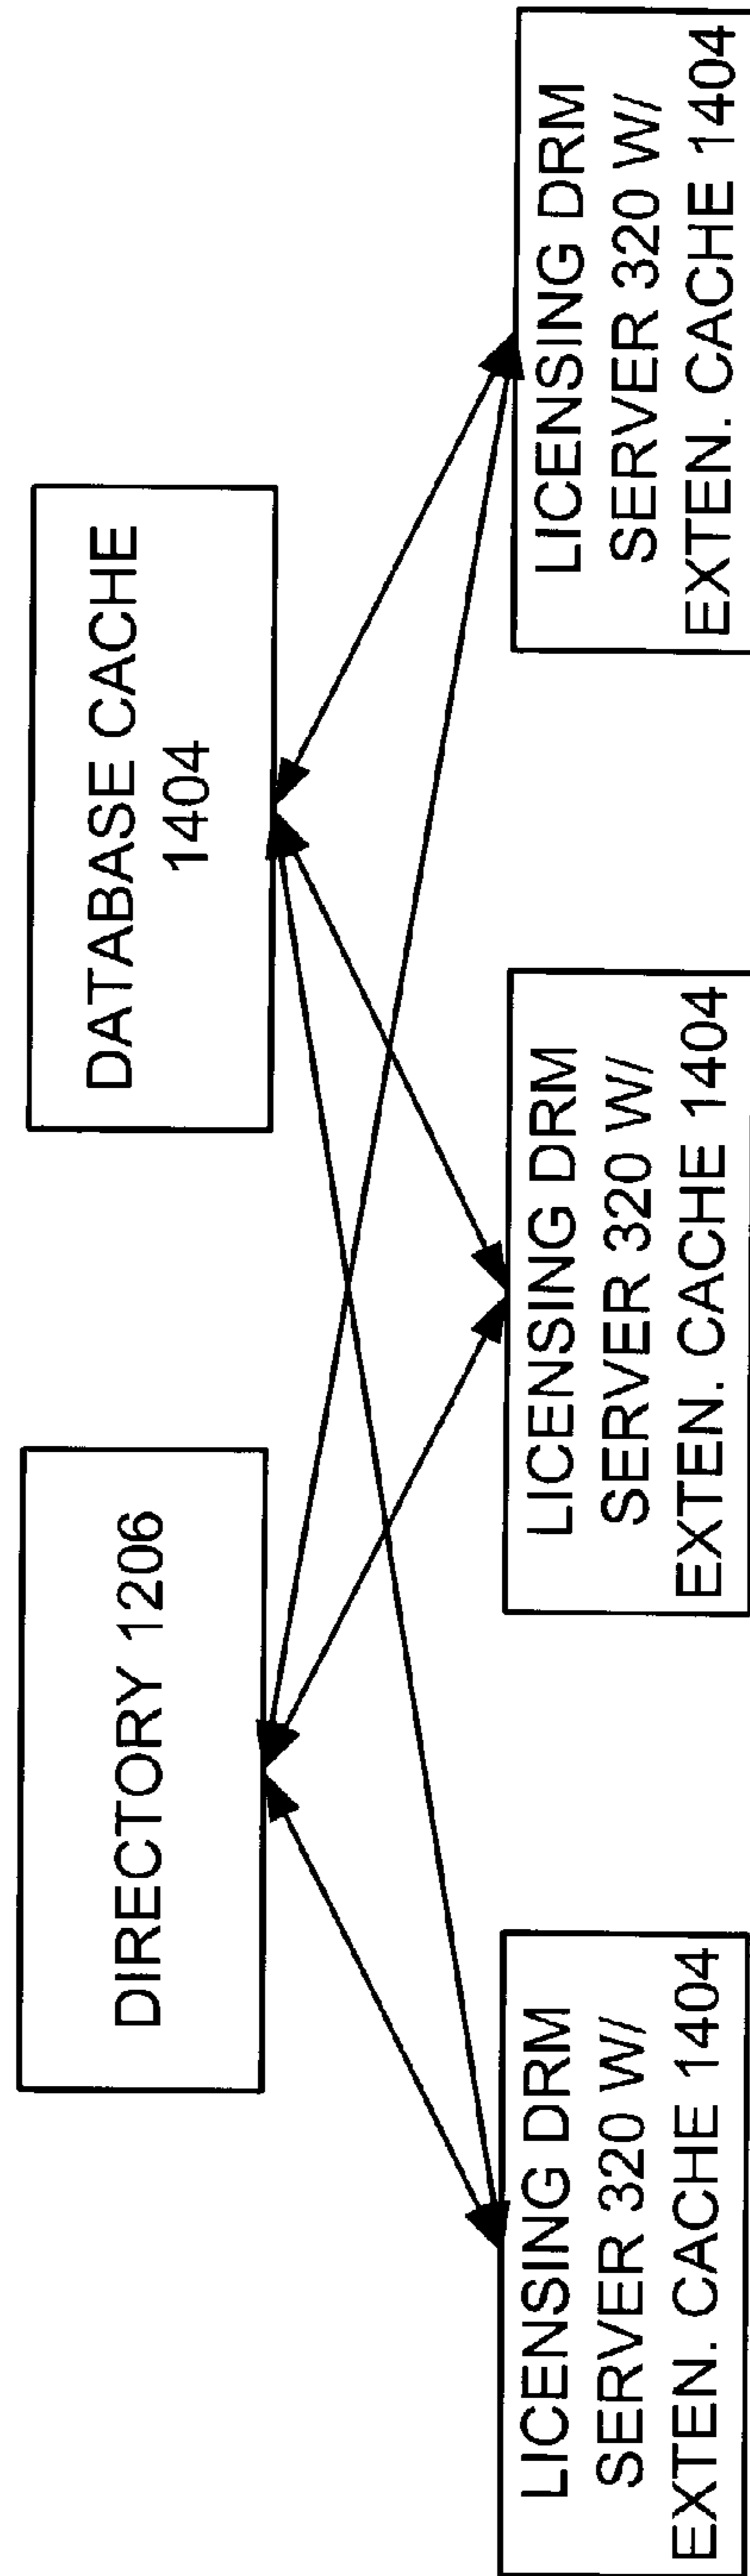 DIRECTORY 1206
DATABASE CACHE
1404
LICENSING DRM
SERVER 320 W/
EXTEN. CACHE 1404
LICENSING DRM
SERVER 320 W/
EXTEN. CACHE 1404
LICENSING DRM
SERVER 320 W/
EXTEN. CACHE 1404